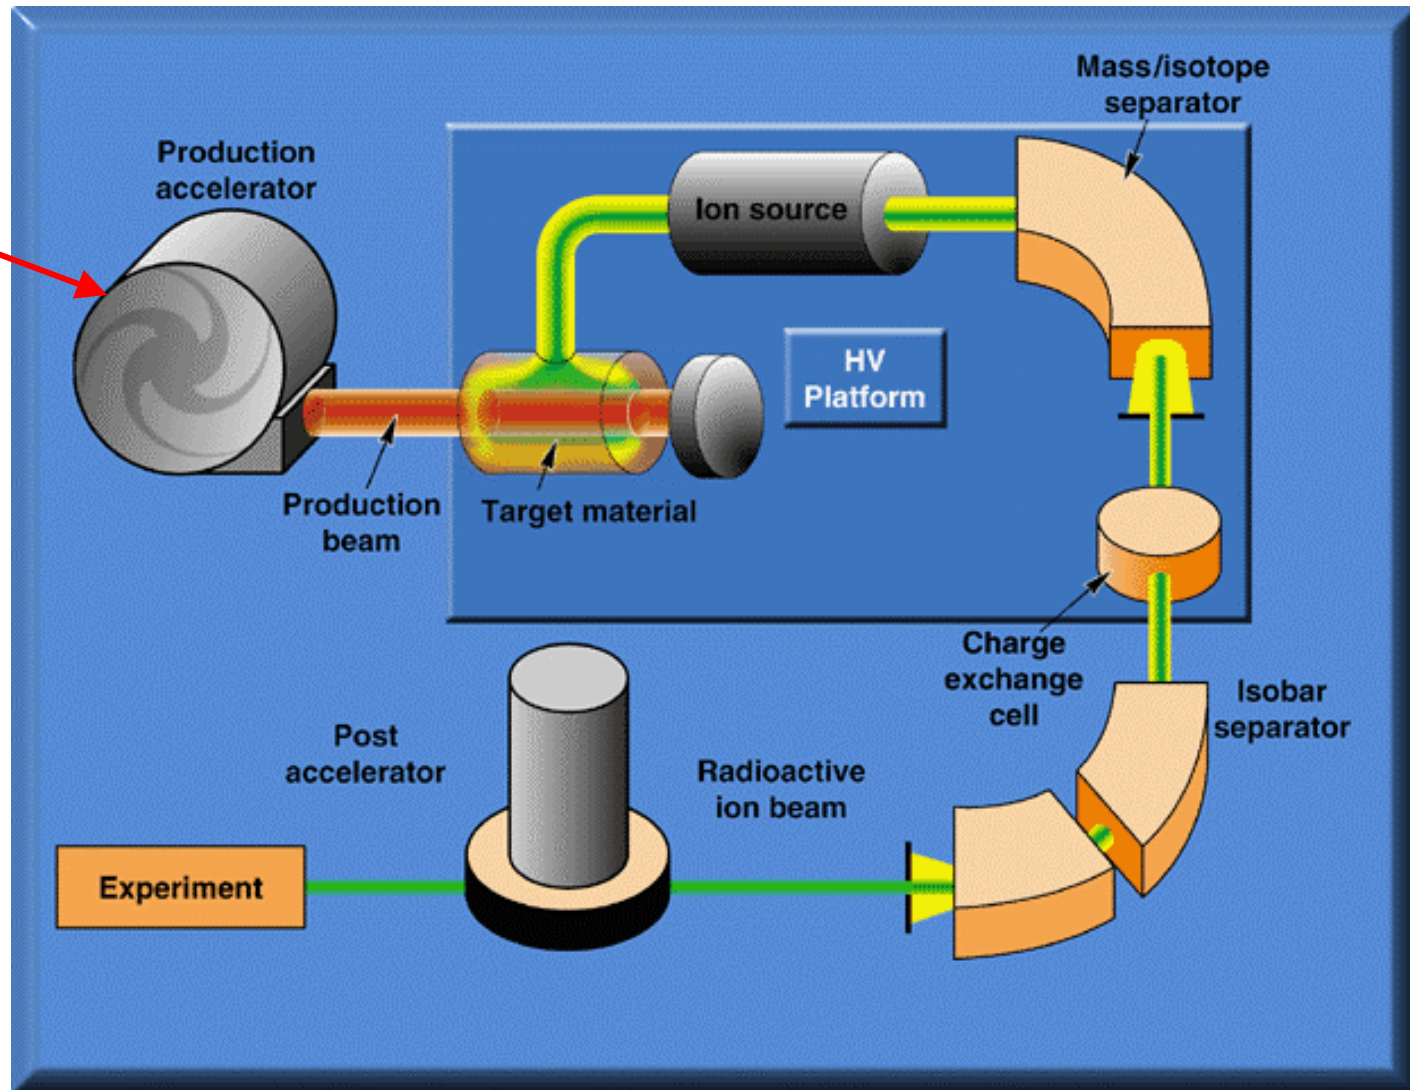 Mass/isotope
separator
Production
accelerator
Ion source
HV
Platform
Production
beam
Target material
Charge
exchange
cell
Isobar
separator
Post
accelerator
Radioactive
ion beam
Experiment